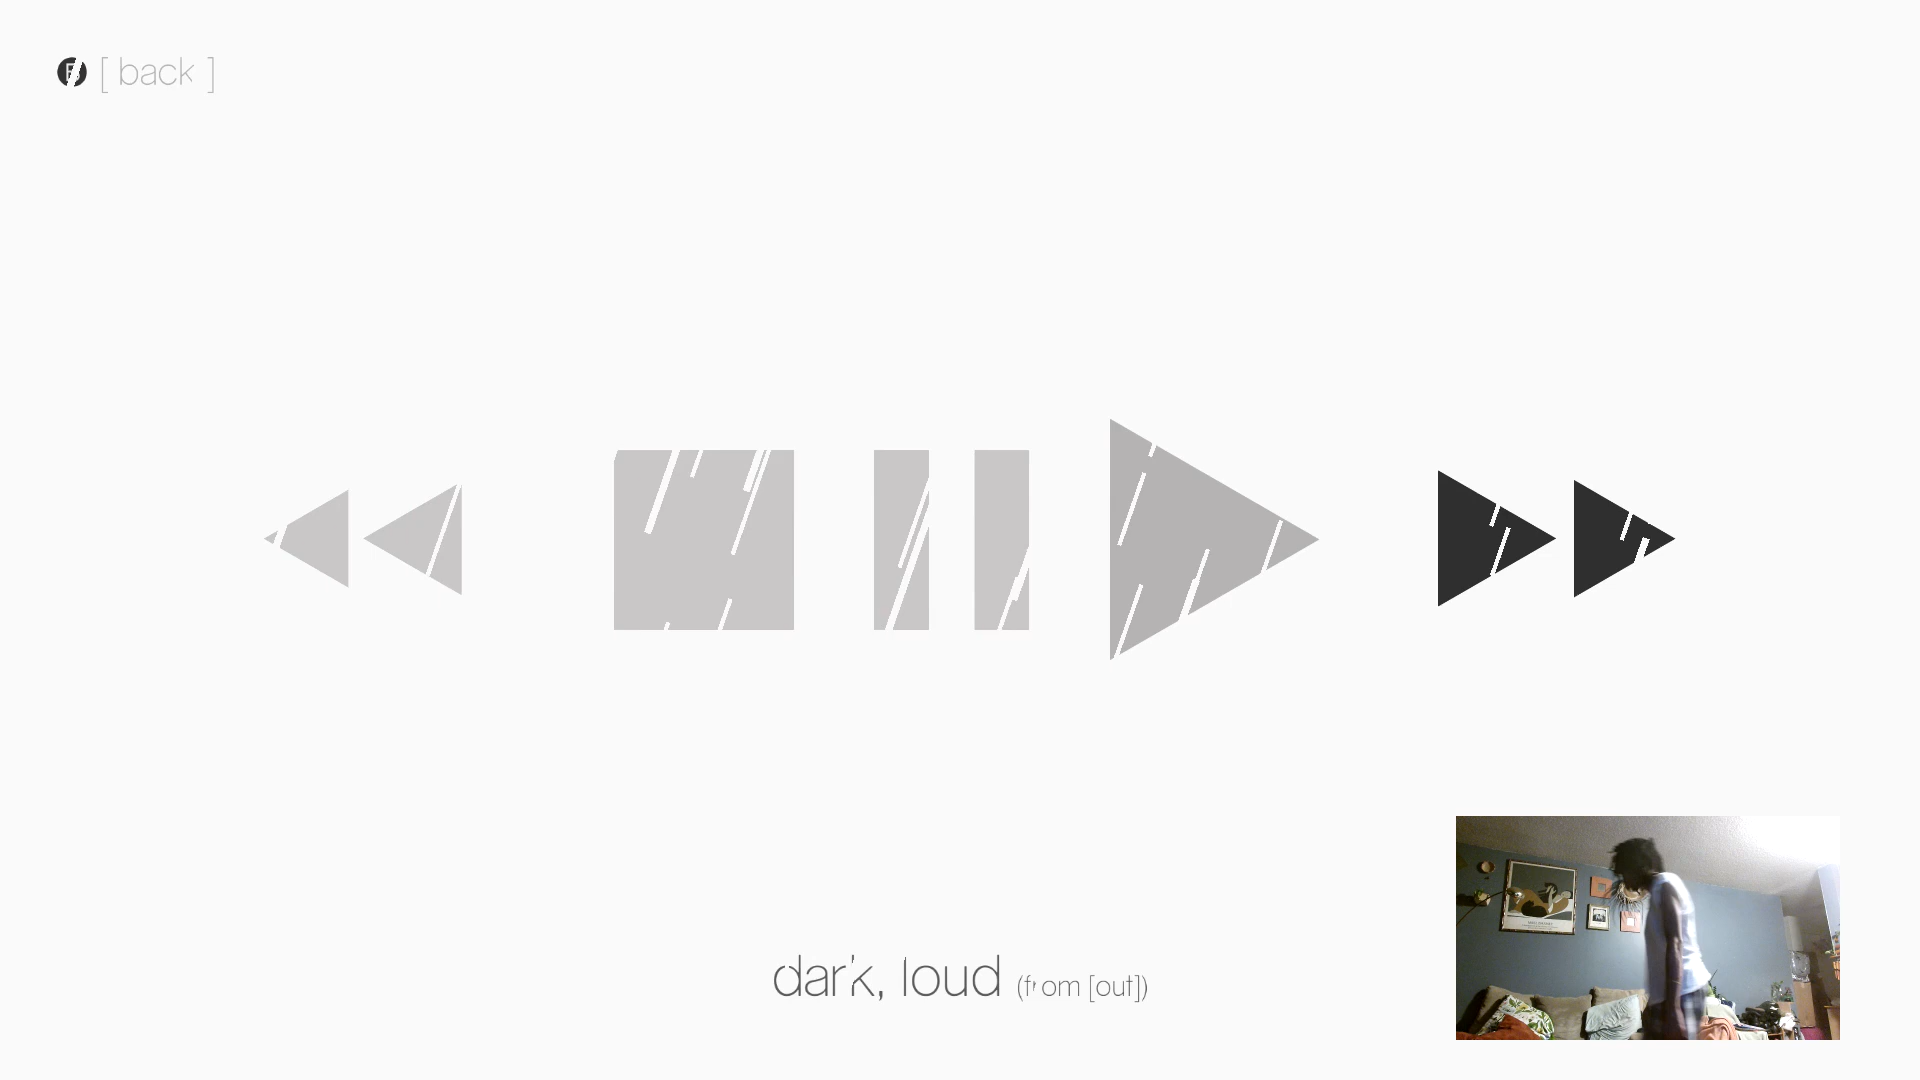 B [ back ]
dark, loud (from [out])